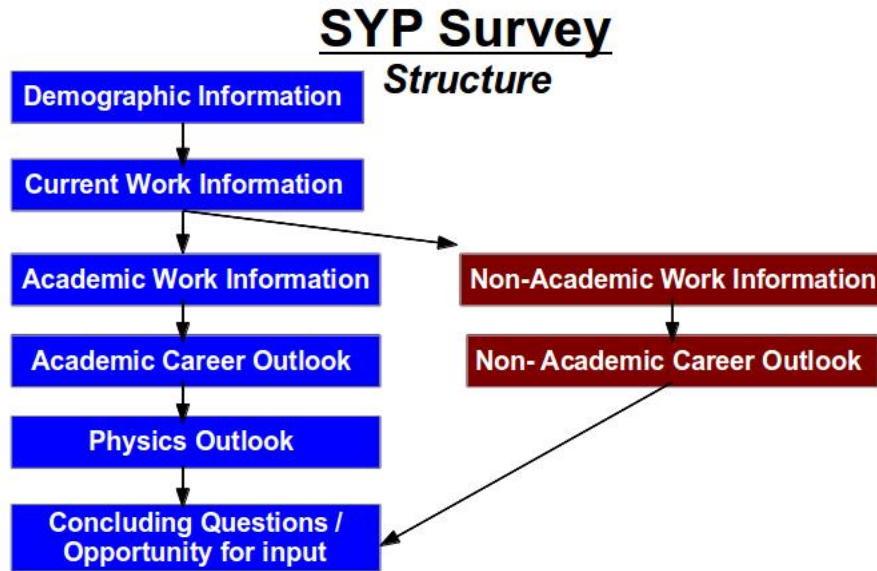 SYP Survey
Structure
Demographic Information
Current Work Information
Academic Work Information
Non-Academic Work Information
Academic Career Outlook
Non- Academic Career Outlook
Physics Outlook
Concluding Questions /
Opportunity for input